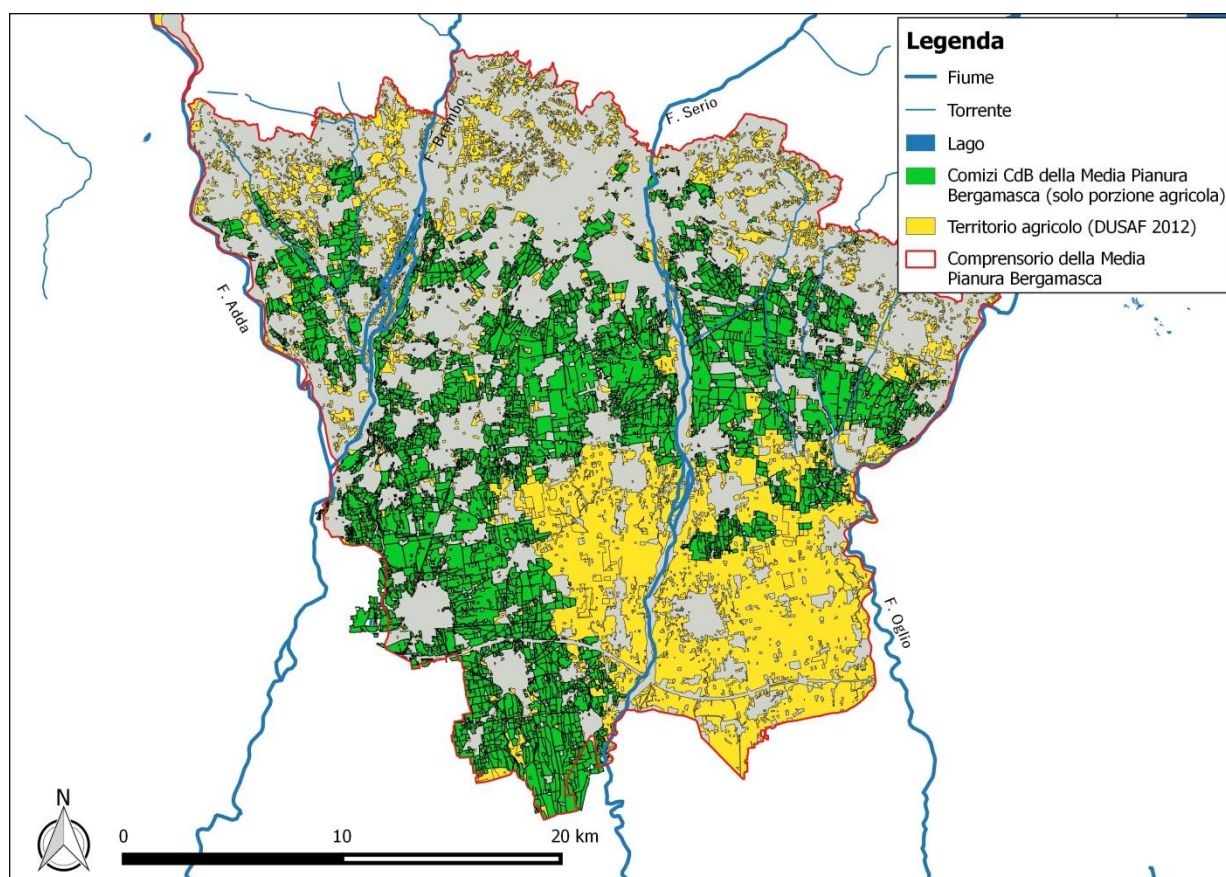 Legenda
Fiume
Torrente
Lago
Comizi CdB della Media Pianura
Bergamasca (solo porzione agricola)
Territorio agricolo (DUSAF 2012)
Comprensorio della Media
Pianura Bergamasca
F. Brembo
F. Serio
F. Adda
F. Oglio
N
0
10
20 km